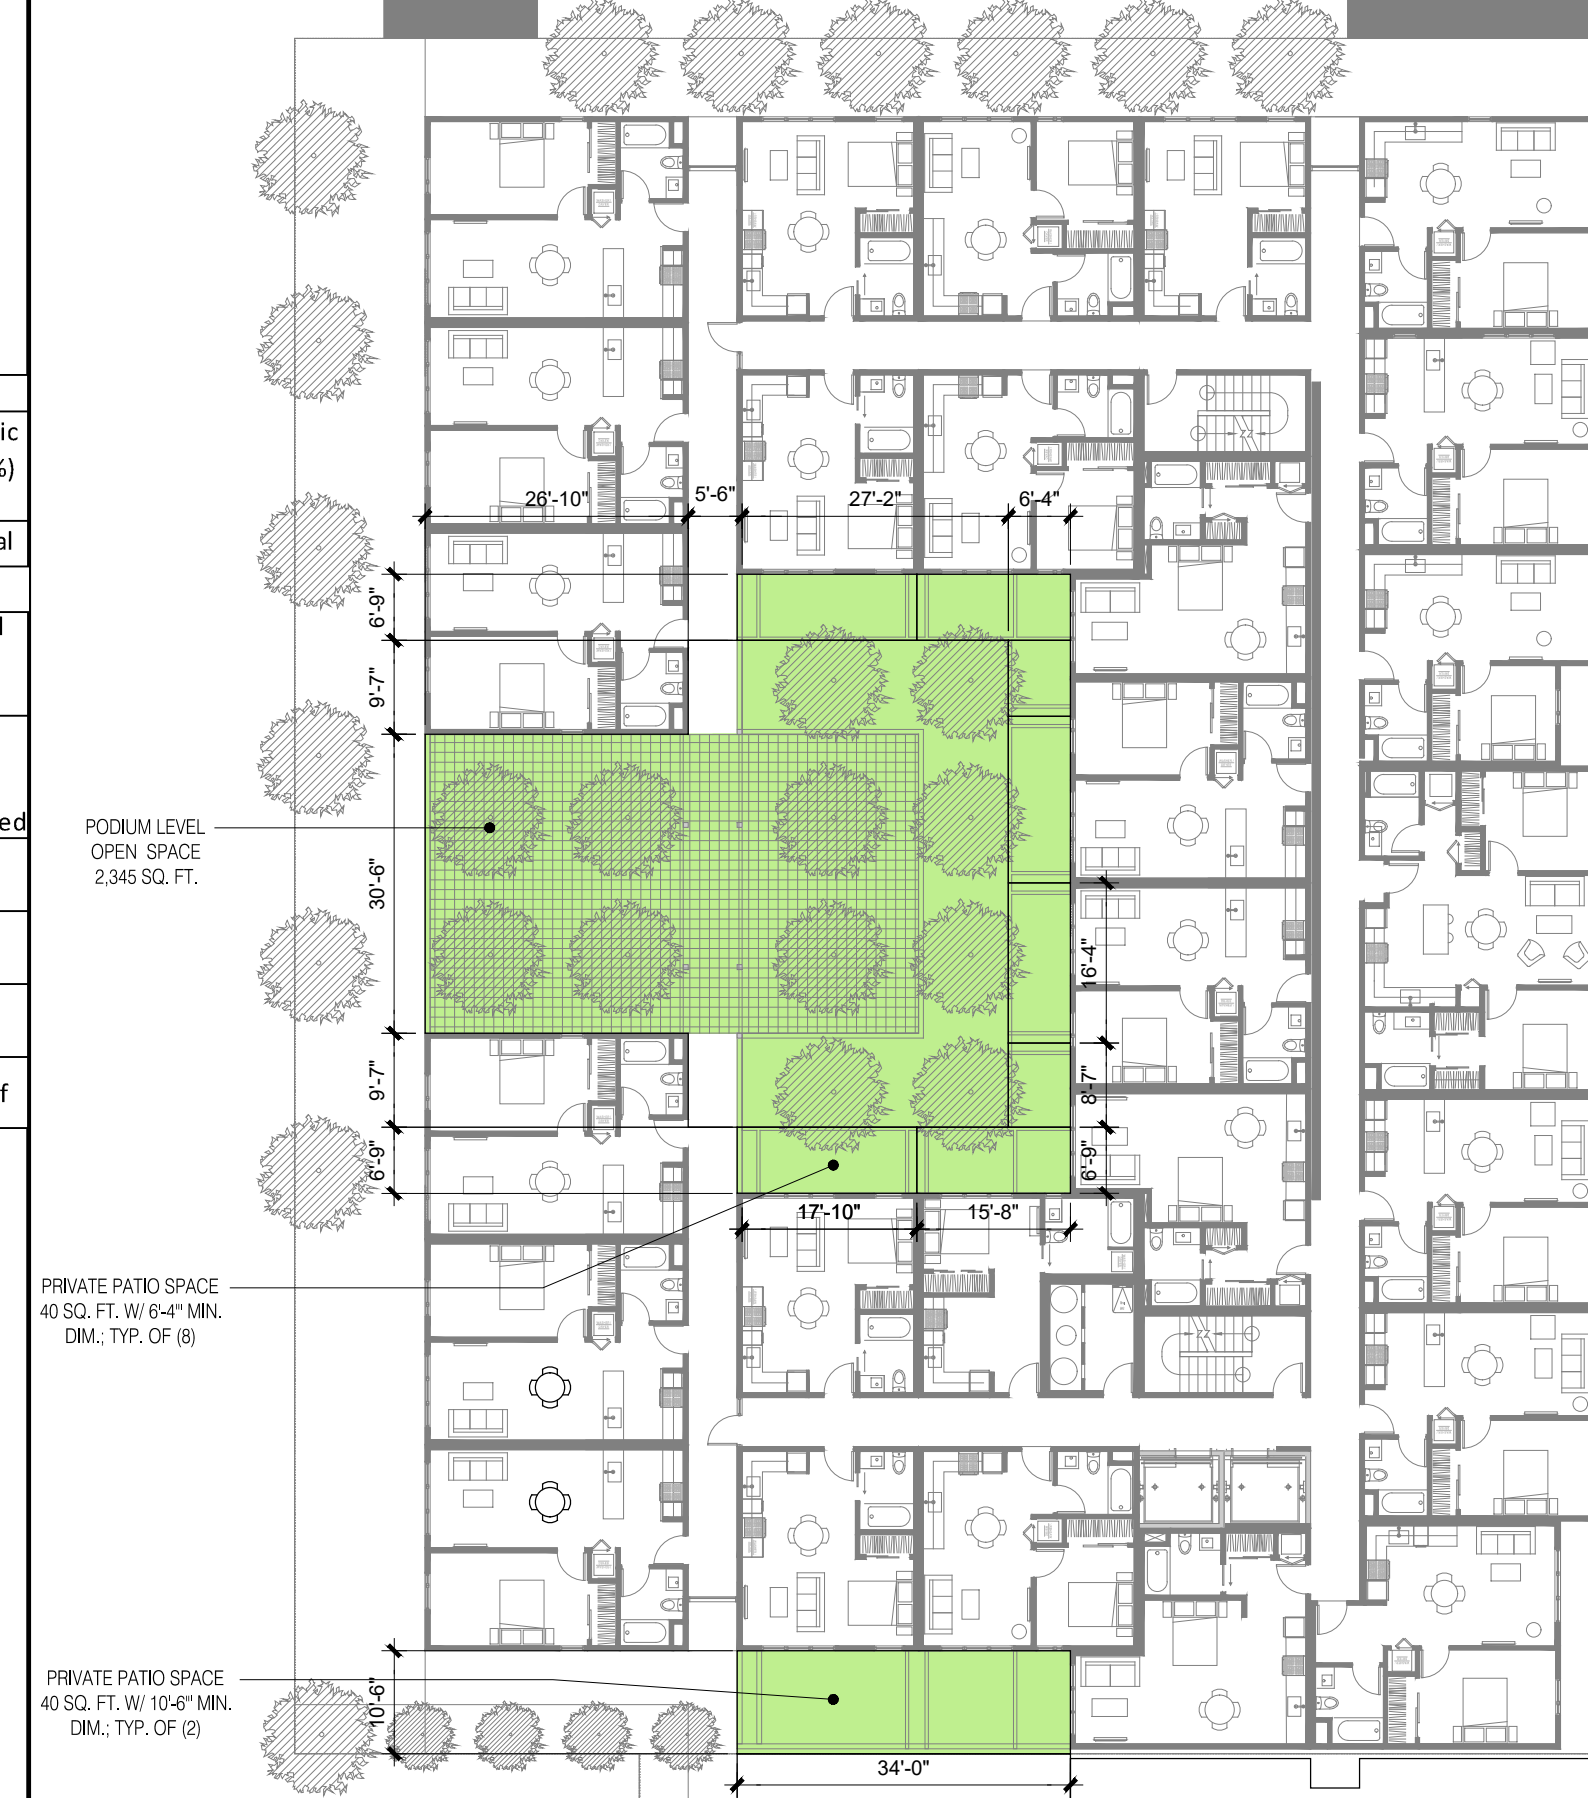 ic
%)
al
l
ed
f
26'-10"
5'-6"
27'-2"
6'-4"
6'-9"
9'-7"
30'-6"
9'-7"
6'-9"
16'-4"
8'-7"
6'-9"
PODIUM LEVEL
OPEN SPACE
2,345 SQ. FT.
17'-10"
15'-8"
PRIVATE PATIO SPACE
40 SQ. FT. W/ 6'-4" MIN.
DIM.; TYP. OF (8)
PRIVATE PATIO SPACE
40 SQ. FT. W/ 10'-6" MIN.
DIM.; TYP. OF (2)
10'-6"
34'-0"